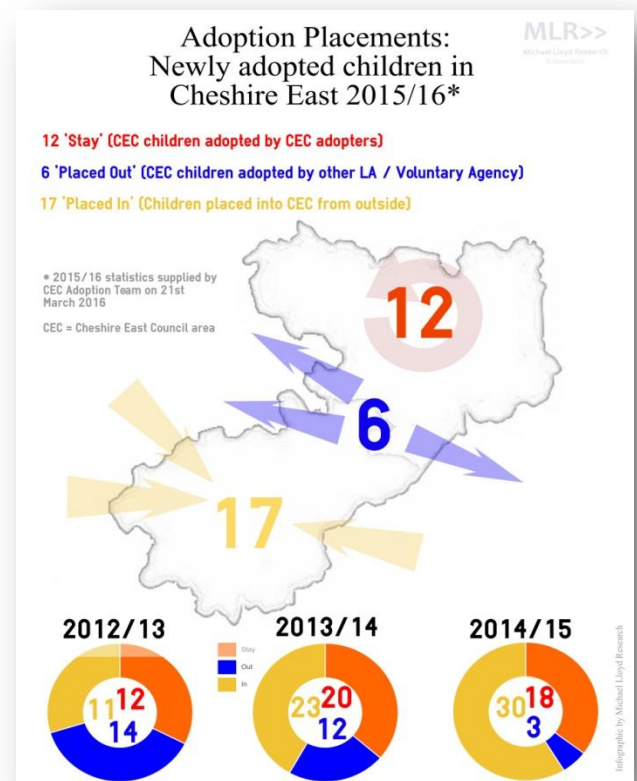 MLR>>
Michael Lloyd Research
& Associates
Adoption Placements:
Newly adopted children in
Cheshire East 2015/16*
12 'Stay' (CEC children adopted by CEC adopters)
6 'Placed Out' (CEC children adopted by other LA / Voluntary Agency)
17 'Placed In' (Children placed into CEC from outside)
* 2015/16 statistics supplied by
CEC Adoption Team on 21st
March 2016
CEC = Cheshire East Council area
12
6
17
2012/13
11 12
14
Stay
Out
In
2013/14
23 20
12
2014/15
30 18
3
Infographic by Michael Lloyd Research